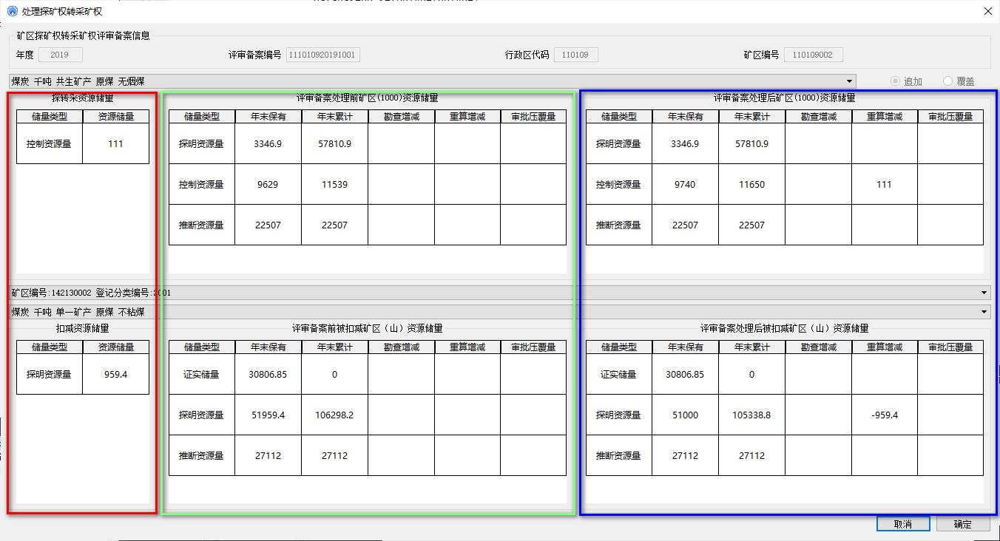 处理探矿权转采矿权
矿区探矿权转采矿权评审备案信息
年度 2019 评审备案编号 111010920191001 行政区代码 110109 矿区编号 110109002
煤炭 千吨 共生矿产 原煤 无烟煤 追加 覆盖
探转采资源储量 评审备案处理前矿区(1000)资源储量 评审备案处理后矿区(1000)资源储量
储量类型 资源储量 储量类型 年末保有 年末累计 勘查增减 重算增减 审批压覆量 储量类型 年末保有 年末累计 勘查增减 重算增减 审批压覆量
控制资源量 111 探明资源量 3346.9 57810.9 探明资源量 3346.9 57810.9
控制资源量 9629 11539 控制资源量 9740 11650 111
推断资源量 22507 22507 推断资源量 22507 22507
矿区编号:142130002 登记分类编号:2001
煤炭 千吨 单一矿产 原煤 不粘煤
扣减资源储量 评审备案前被扣减矿区（山）资源储量 评审备案处理后被扣减矿区（山）资源储量
储量类型 资源储量 储量类型 年末保有 年末累计 勘查增减 重算增减 审批压覆量 储量类型 年末保有 年末累计 勘查增减 重算增减 审批压覆量
探明资源量 959.4 证实储量 30806.85 0 证实储量 30806.85 0
探明资源量 51959.4 106298.2 探明资源量 51000 105338.8 -959.4
推断资源量 27112 27112 推断资源量 27112 27112
取消 确定